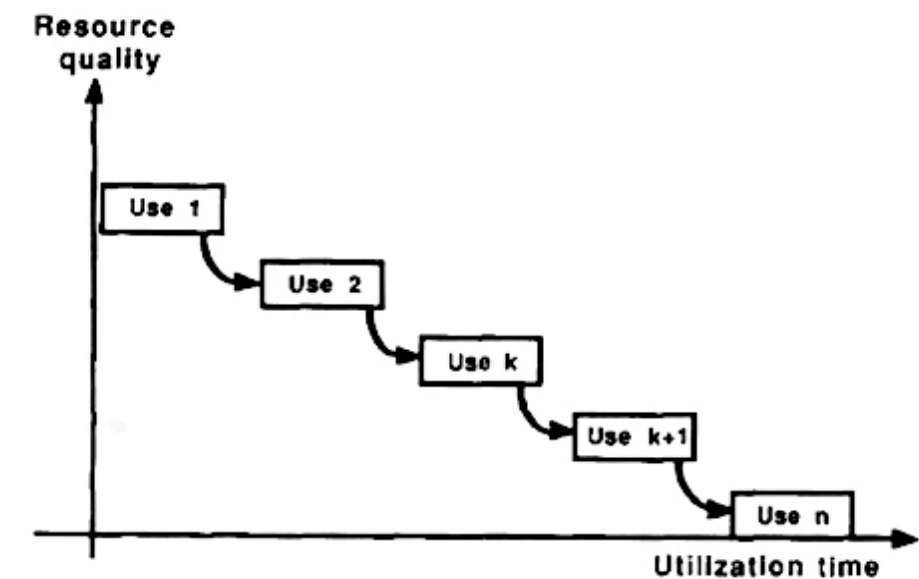 Resource
quality
Use 1
Use 2
Use k
Use k+1
Use n
Utilization time